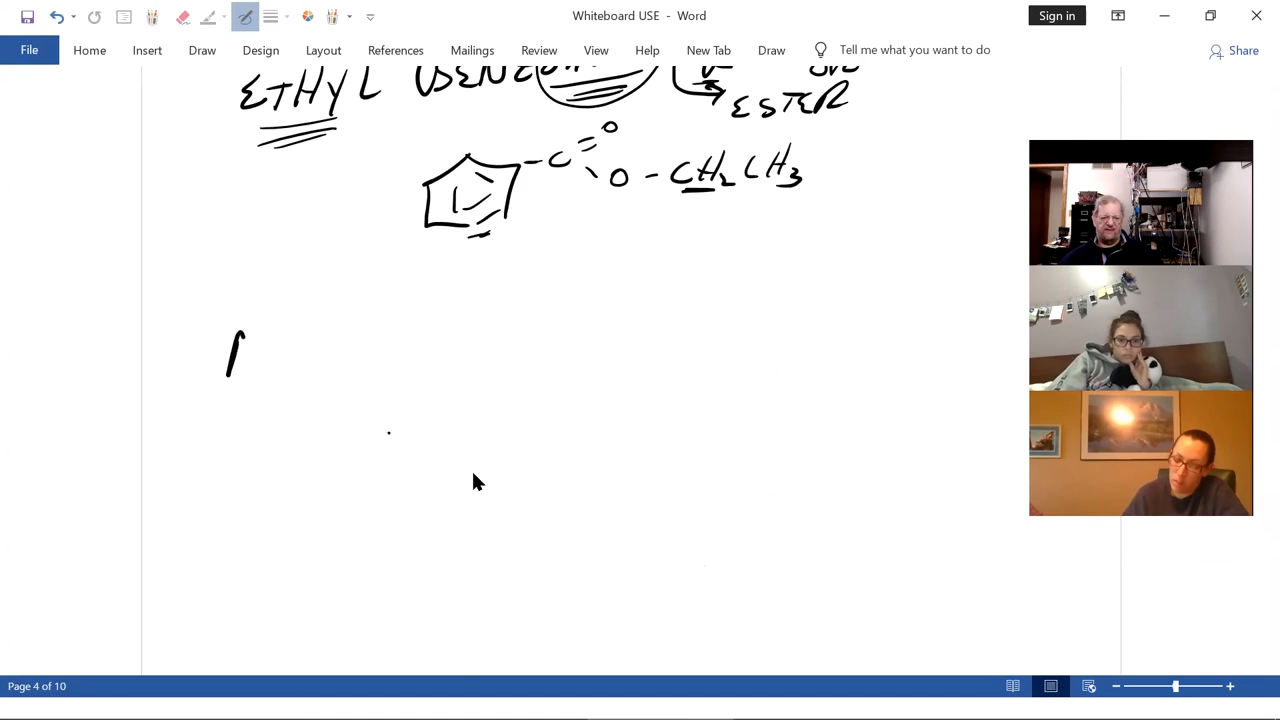 Whiteboard USE - Word
Sign in
File Home Insert Draw Design Layout References Mailings Review View Help New Tab Draw Tell me what you want to do Share
ETHYL
ESTER
C = O
O - CH2CH3
Page 4 of 10